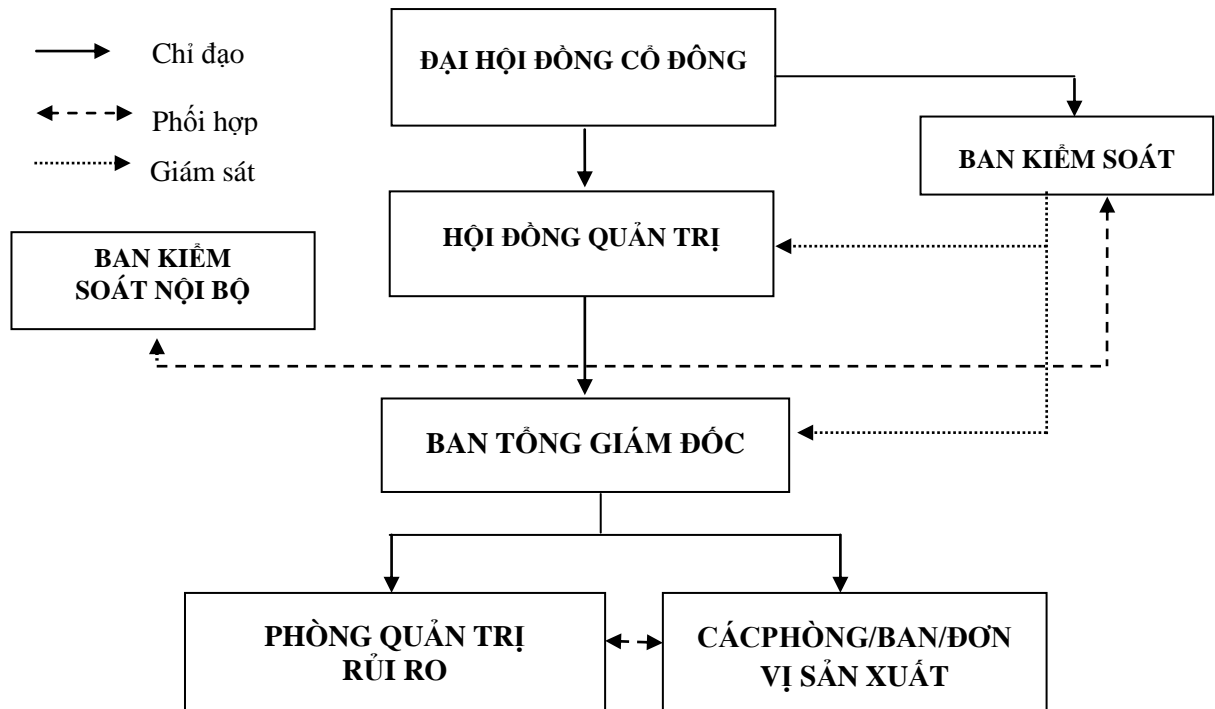 Chỉ đạo
Phối hợp
Giám sát
ĐẠI HỘI ĐỒNG CỔ ĐÔNG
BAN KIỂM SOÁT
HỘI ĐỒNG QUẢN TRỊ
BAN KIỂM
SOÁT NỘI BỘ
BAN TỔNG GIÁM ĐỐC
PHÒNG QUẢN TRỊ
RỦI RO
CÁCPHÒNG/BAN/ĐƠN
VỊ SẢN XUẤT